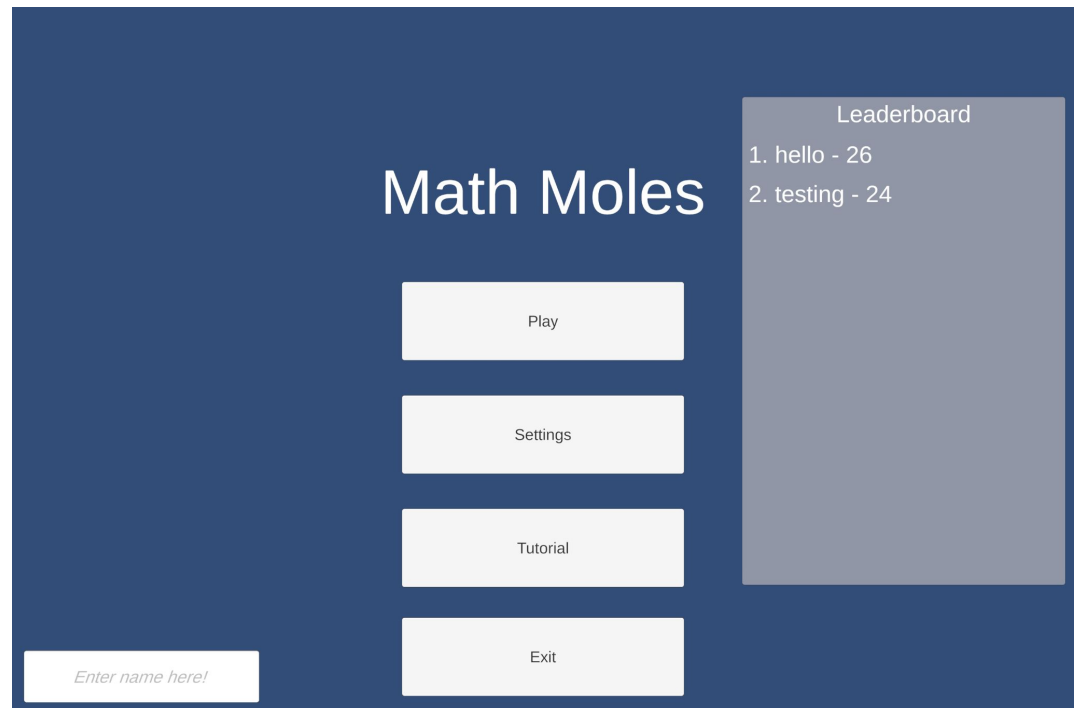 Math Moles
Play
Settings
Tutorial
Exit
Enter name here!
Leaderboard
1. hello - 26
2. testing - 24